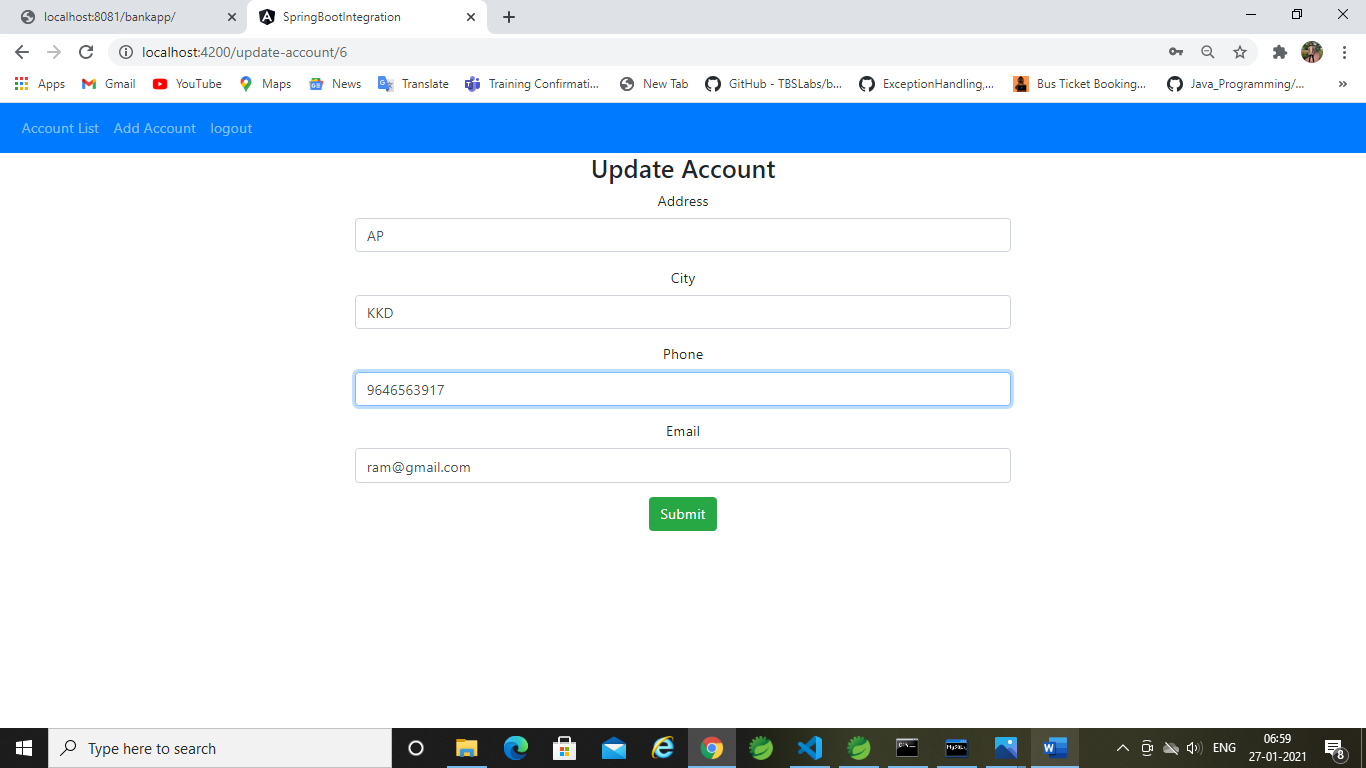 localhost:8081/bankapp/
SpringBootIntegration
localhost:4200/update-account/6
Apps Gmail YouTube Maps News Translate Training Confirmati... New Tab GitHub - TBSLabs/b... ExceptionHandling,... Bus Ticket Booking... Java_Programming/... »
Account List Add Account logout
Update Account
Address
AP
City
KKD
Phone
9646563917
Email
ram@gmail.com
Submit
Type here to search
ENG
06:59
27-01-2021
8